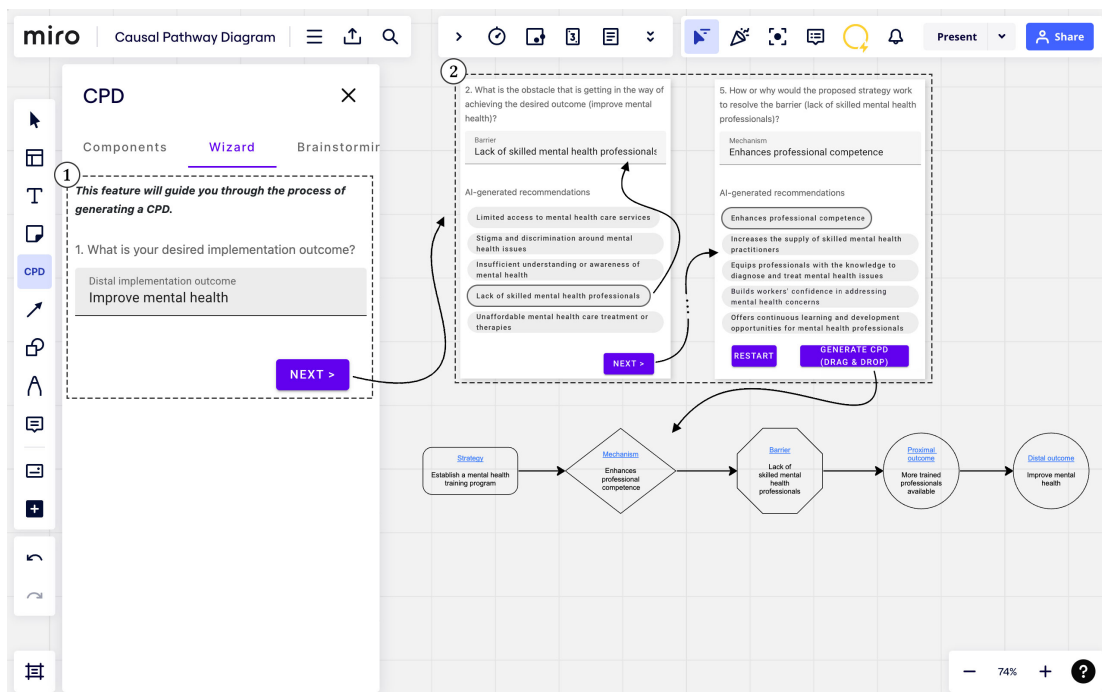 miro
Causal Pathway Diagram
3
Present
Share
CPD
Components
Wizard
Brainstormin
1
This feature will guide you through the process of
generating a CPD.
1. What is your desired implementation outcome?
Distal implementation outcome
Improve mental health
NEXT >
T
CPD
2
2. What is the obstacle that is getting in the way of
achieving the desired outcome (improve mental
health)?
Barrier
Lack of skilled mental health professionals
AI-generated recommendations
Limited access to mental health care services
Stigma and discrimination around mental
health issues
Insufficient understanding or awareness of
mental health
Lack of skilled mental health professionals
Unaffordable mental health care treatment or
therapies
NEXT >
5. How or why would the proposed strategy work
to resolve the barrier (lack of skilled mental health
professionals)?
Mechanism
Enhances professional competence
AI-generated recommendations
Enhances professional competence
Increases the supply of skilled mental health
practitioners
Equips professionals with the knowledge to
diagnose and treat mental health issues
Builds workers' confidence in addressing
mental health concerns
Offers continuous learning and development
opportunities for mental health professionals
RESTART
GENERATE CPD
(DRAG & DROP)
Strategy
Establish a mental health
training program
Mechanism
Enhances
professional
competence
Barrier
Lack of
skilled mental
health
professionals
Proximal
outcome
More trained
professionals
available
Distal outcome
Improve mental
health
74%
?